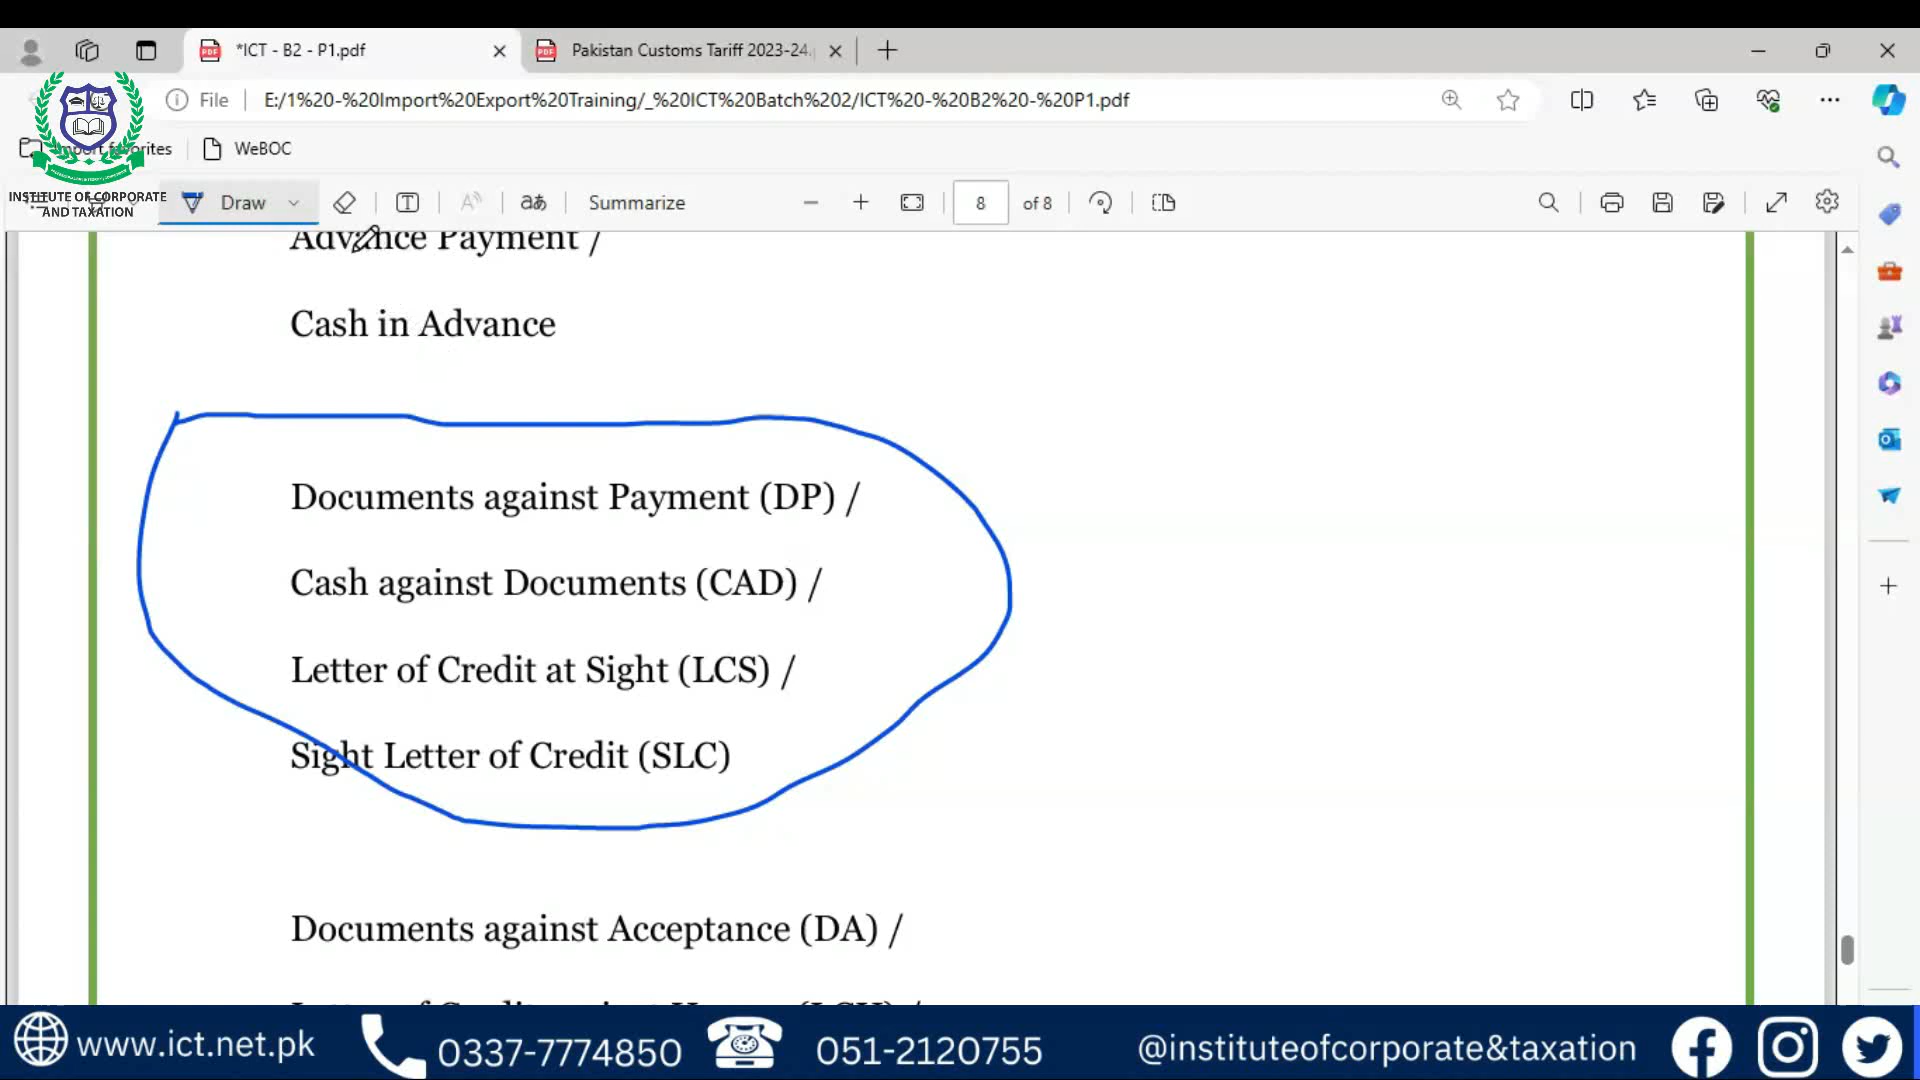 *ICT - B2 - P1.pdf
Pakistan Customs Tariff 2023-24.
File
E:/1%20-%20Import%20Export%20Training/_%20ICT%20Batch%202/ICT%20-%20B2%20-%20P1.pdf
Import favorites
WeBOC
INSTITUTE OF CORPORATE
AND TAXATION
Draw
Summarize
8 of 8
Advance Payment /
Cash in Advance
Documents against Payment (DP) /
Cash against Documents (CAD) /
Letter of Credit at Sight (LCS) /
Sight Letter of Credit (SLC)
Documents against Acceptance (DA) /
www.ict.net.pk
0337-7774850
051-2120755
@instituteofcorporate&taxation